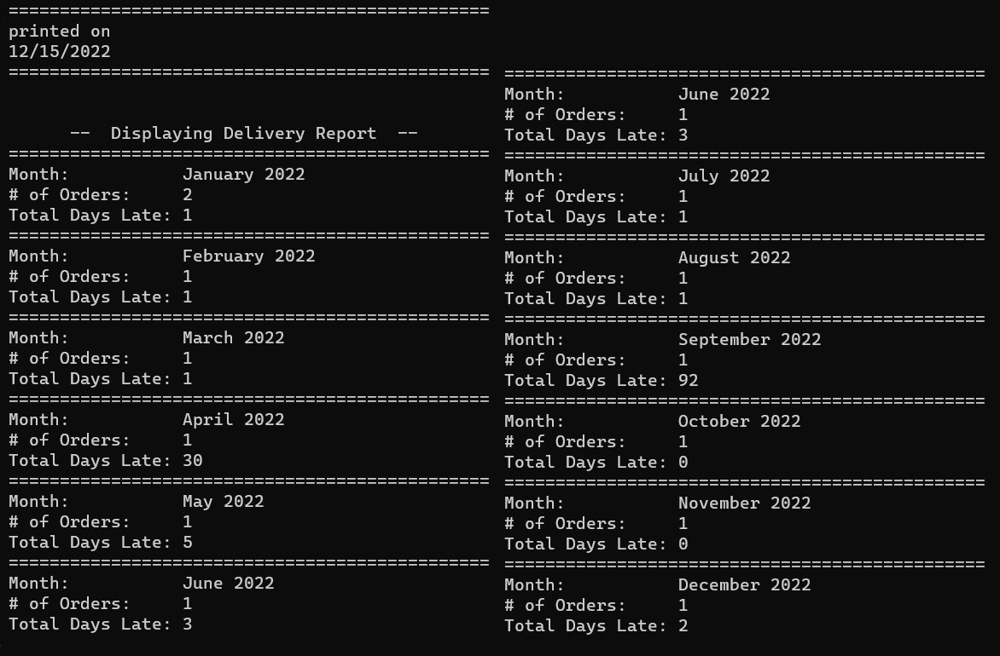 ===============================================
printed on
12/15/2022
===============================================
      --  Displaying Delivery Report  --
===============================================
Month:           January 2022
# of Orders:     2
Total Days Late: 1
===============================================
Month:           February 2022
# of Orders:     1
Total Days Late: 1
===============================================
Month:           March 2022
# of Orders:     1
Total Days Late: 1
===============================================
Month:           April 2022
# of Orders:     1
Total Days Late: 30
===============================================
Month:           May 2022
# of Orders:     1
Total Days Late: 5
===============================================
Month:           June 2022
# of Orders:     1
Total Days Late: 3
===============================================
Month:           June 2022
# of Orders:     1
Total Days Late: 3
===============================================
Month:           July 2022
# of Orders:     1
Total Days Late: 1
===============================================
Month:           August 2022
# of Orders:     1
Total Days Late: 1
===============================================
Month:           September 2022
# of Orders:     1
Total Days Late: 92
===============================================
Month:           October 2022
# of Orders:     1
Total Days Late: 0
===============================================
Month:           November 2022
# of Orders:     1
Total Days Late: 0
===============================================
Month:           December 2022
# of Orders:     1
Total Days Late: 2